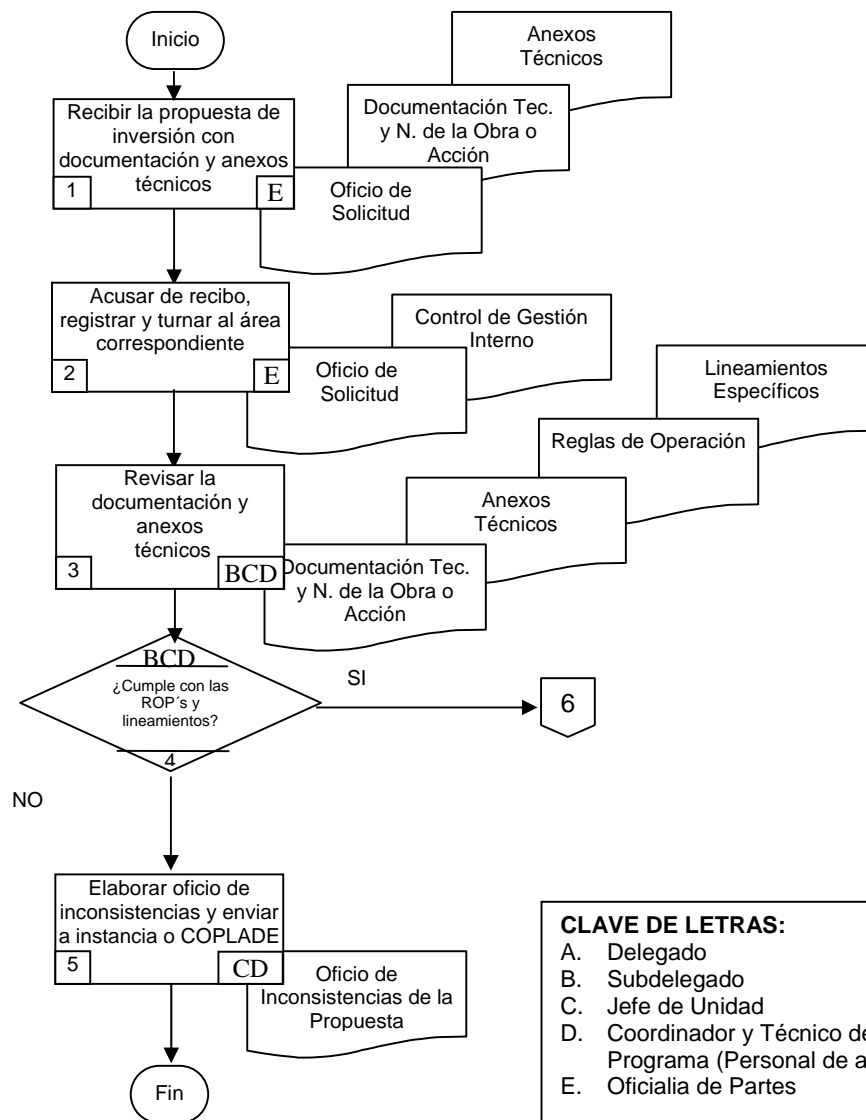 Inicio
Anexos
Técnicos
Recibir la propuesta de
inversión con
documentación y anexos
técnicos
1
E
Documentación Tec.
y N. de la Obra o
Acción
Oficio de
Solicitud
Acusar de recibo,
registrar y turnar al área
correspondiente
2
E
Control de Gestión
Interno
Oficio de
Solicitud
Lineamientos
Específicos
Reglas de Operación
Revisar la
documentación y
anexos
técnicos
3
BCD
Anexos
Técnicos
Documentación Tec.
y N. de la Obra o
Acción
BCD
¿Cumple con las
ROP´s y
lineamientos?
4
SI
6
NO
Elaborar oficio de
inconsistencias y enviar
a instancia o COPLADE
5
CD
Oficio de
Inconsistencias de la
Propuesta
Fin
CLAVE DE LETRAS:
A. Delegado
B. Subdelegado
C. Jefe de Unidad
D. Coordinador y Técnico de
Programa (Personal de a
E. Oficialia de Partes